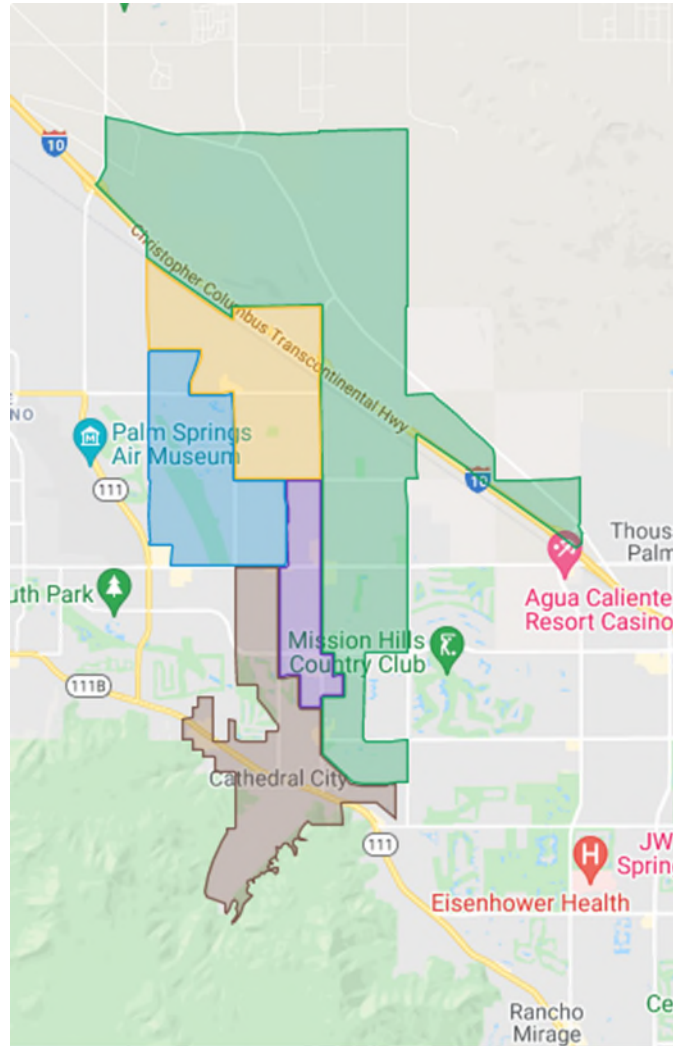 10
Christopher Columbus Transcontinental Hwy
NO
Palm Springs
Air Museum
111
10
Thous
Palm
uth Park
Agua Caliente
Resort Casino
Mission Hills
Country Club
111B
Cathedral City
111
JW
Spring
Eisenhower Health
Rancho
Mirage
Ce